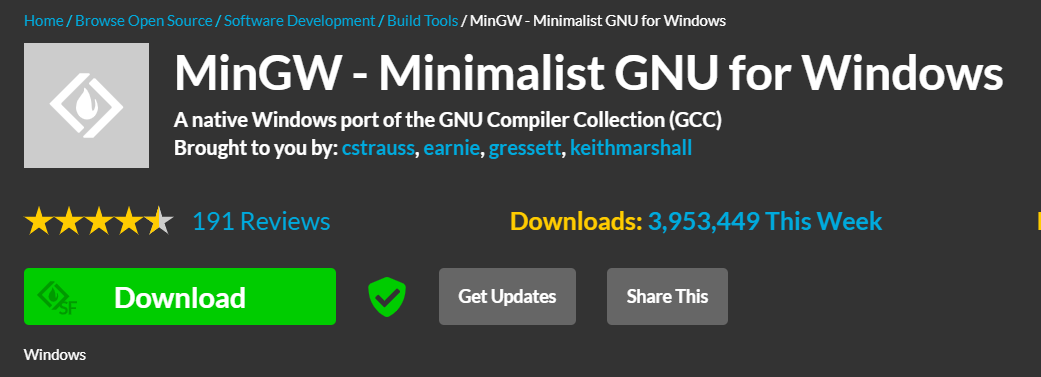 Home / Browse Open Source / Software Development / Build Tools / MinGW - Minimalist GNU for Windows
MinGW - Minimalist GNU for Windows
A native Windows port of the GNU Compiler Collection (GCC)
Brought to you by: cstrauss, earnie, gressett, keithmarshall
191 Reviews
Downloads: 3,953,449 This Week
SF
Download
Get Updates
Share This
Windows